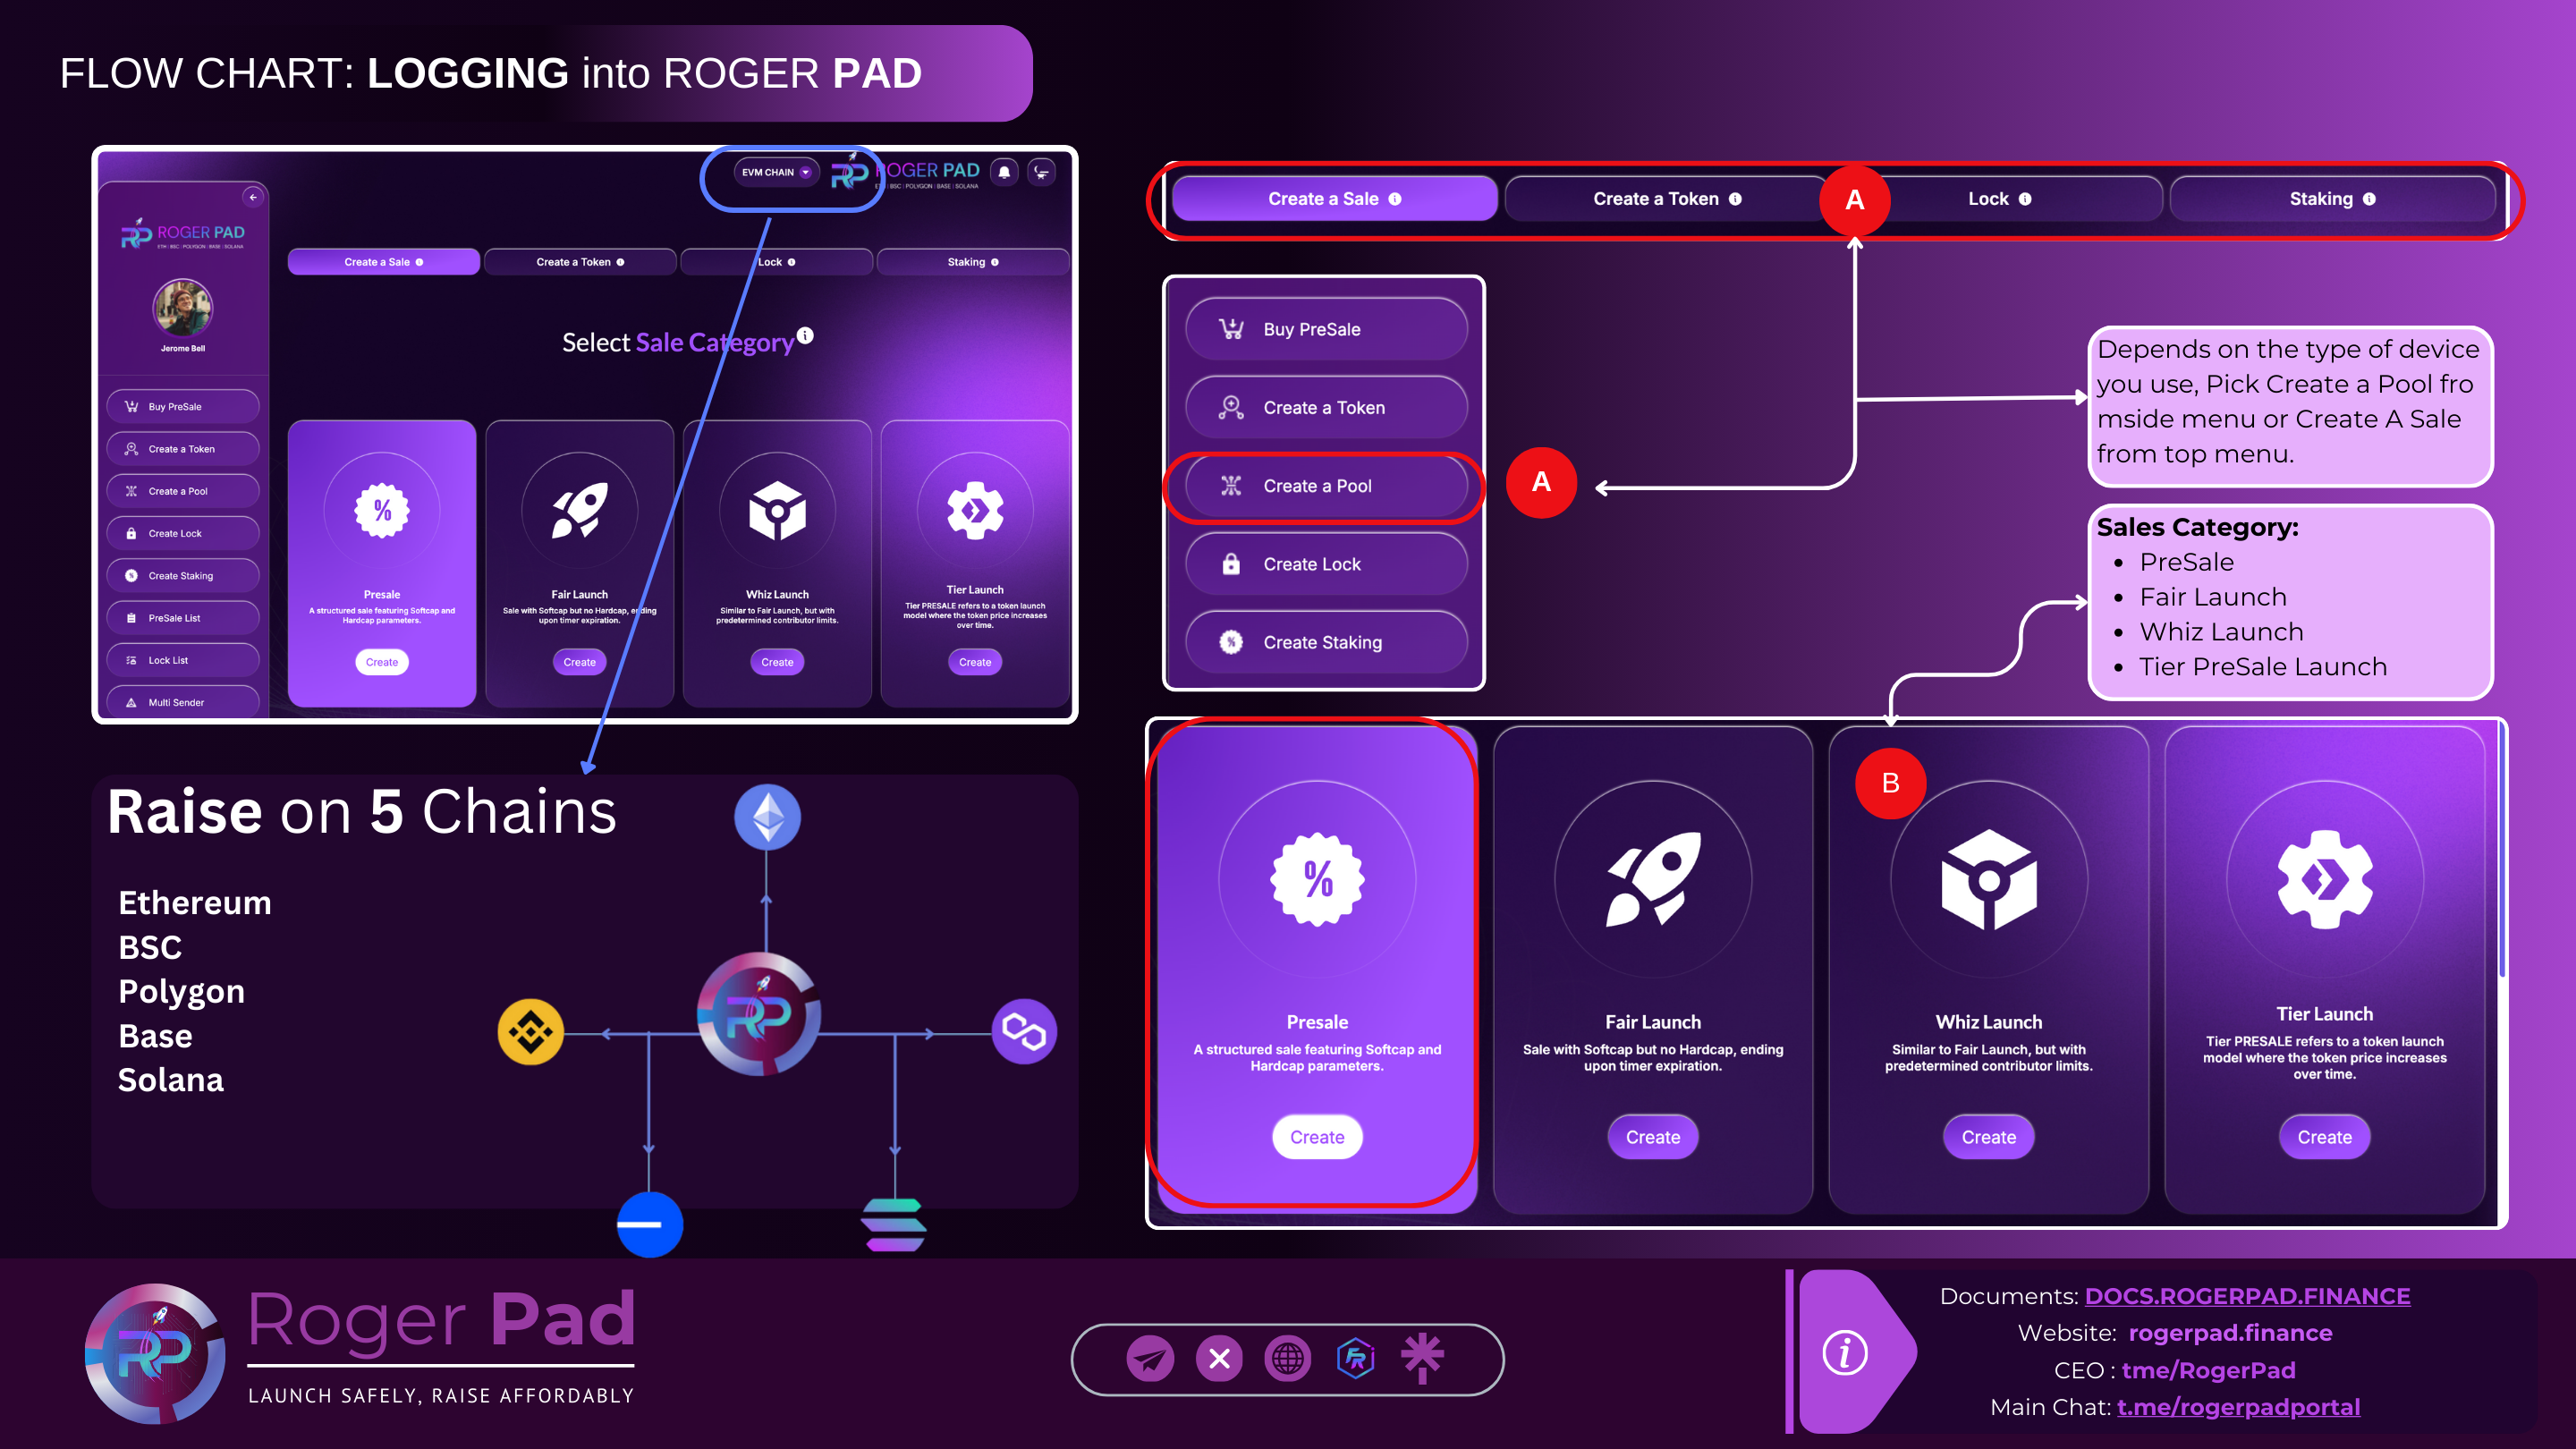 FLOW CHART: LOGGING into ROGER PAD
EVM CHAIN
ROGER PAD
ETH | BSC | POLYGON | BASE | SOLANA
ROGER PAD
ETH | BSC | POLYGON | BASE | SOLANA
Jerome Bell
Buy PreSale
Create a Token
Create a Pool
Create Lock
Create Staking
PreSale List
Lock List
Multi Sender
Create a Sale
Create a Token
Lock
Staking
Select Sale Category
%
Presale
A structured sale featuring Softcap and
Hardcap parameters.
Create
Fair Launch
Sale with Softcap but no Hardcap, ending
upon timer expiration.
Create
Whiz Launch
Similar to Fair Launch, but with
predetermined contributor limits.
Create
Tier Launch
Tier PRESALE refers to a token launch
model where the token price increases
over time.
Create
Raise on 5 Chains
Ethereum
BSC
Polygon
Base
Solana
RP
Create a Sale
Create a Token
A
Lock
Staking
Buy PreSale
Create a Token
Create a Pool
Create Lock
Create Staking
A
Depends on the type of device
you use, Pick Create a Pool fro
mside menu or Create A Sale
from top menu.
Sales Category:
• PreSale
• Fair Launch
• Whiz Launch
• Tier PreSale Launch
B
%
Presale
A structured sale featuring Softcap and
Hardcap parameters.
Create
Fair Launch
Sale with Softcap but no Hardcap, ending
upon timer expiration.
Create
Whiz Launch
Similar to Fair Launch, but with
predetermined contributor limits.
Create
Tier Launch
Tier PRESALE refers to a token launch
model where the token price increases
over time.
Create
RP
Roger Pad
LAUNCH SAFELY, RAISE AFFORDABLY
Documents: DOCS.ROGERPAD.FINANCE
Website: rogerpad.finance
CEO : tme/RogerPad
Main Chat: t.me/rogerpadportal